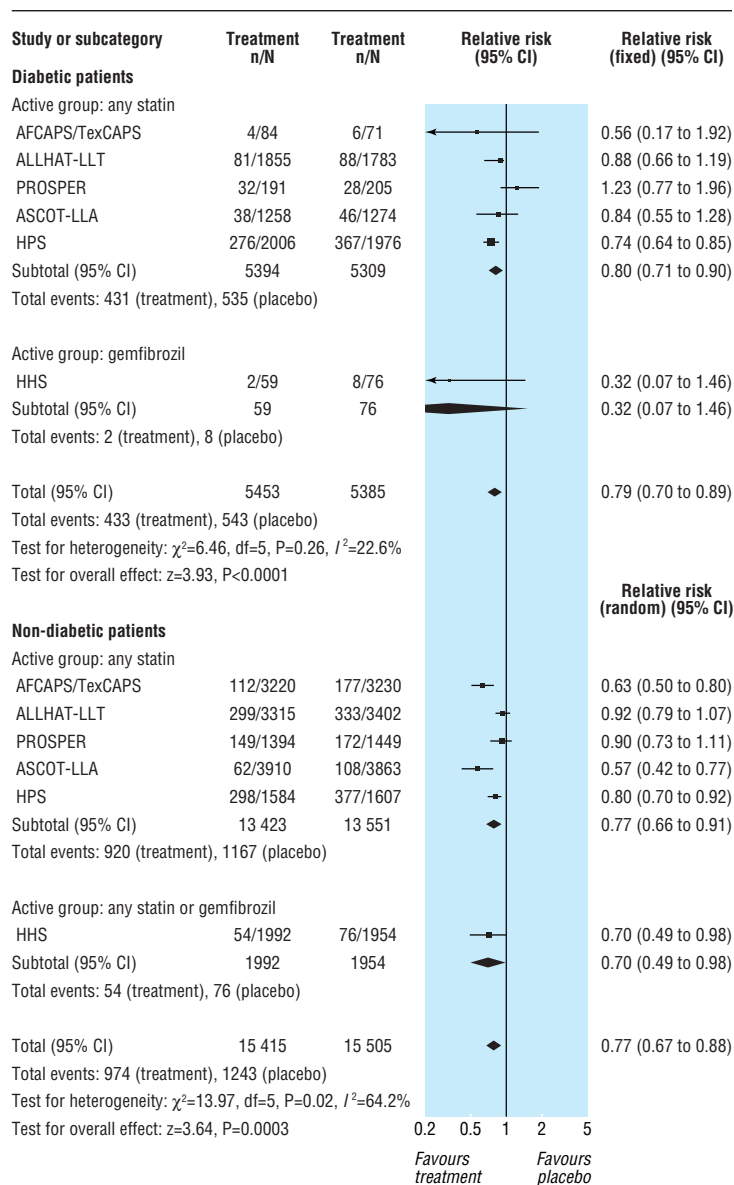 Study or subcategory Treatment n/N Treatment n/N Relative risk (95% CI) Relative risk (fixed) (95% CI)
Diabetic patients
Active group: any statin
AFCAPS/TexCAPS 4/84 6/71 0.56 (0.17 to 1.92)
ALLHAT-LLT 81/1855 88/1783 0.88 (0.66 to 1.19)
PROSPER 32/191 28/205 1.23 (0.77 to 1.96)
ASCOT-LLA 38/1258 46/1274 0.84 (0.55 to 1.28)
HPS 276/2006 367/1976 0.74 (0.64 to 0.85)
Subtotal (95% CI) 5394 5309 0.80 (0.71 to 0.90)
Total events: 431 (treatment), 535 (placebo)
Active group: gemfibrozil
HHS 2/59 8/76 0.32 (0.07 to 1.46)
Subtotal (95% CI) 59 76 0.32 (0.07 to 1.46)
Total events: 2 (treatment), 8 (placebo)
Total (95% CI) 5453 5385 0.79 (0.70 to 0.89)
Total events: 433 (treatment), 543 (placebo)
Test for heterogeneity: χ²=6.46, df=5, P=0.26, I²=22.6%
Test for overall effect: z=3.93, P<0.0001
Relative risk (random) (95% CI)
Non-diabetic patients
Active group: any statin
AFCAPS/TexCAPS 112/3220 177/3230 0.63 (0.50 to 0.80)
ALLHAT-LLT 299/3315 333/3402 0.92 (0.79 to 1.07)
PROSPER 149/1394 172/1449 0.90 (0.73 to 1.11)
ASCOT-LLA 62/3910 108/3863 0.57 (0.42 to 0.77)
HPS 298/1584 377/1607 0.80 (0.70 to 0.92)
Subtotal (95% CI) 13 423 13 551 0.77 (0.66 to 0.91)
Total events: 920 (treatment), 1167 (placebo)
Active group: any statin or gemfibrozil
HHS 54/1992 76/1954 0.70 (0.49 to 0.98)
Subtotal (95% CI) 1992 1954 0.70 (0.49 to 0.98)
Total events: 54 (treatment), 76 (placebo)
Total (95% CI) 15 415 15 505 0.77 (0.67 to 0.88)
Total events: 974 (treatment), 1243 (placebo)
Test for heterogeneity: χ²=13.97, df=5, P=0.02, I²=64.2%
Test for overall effect: z=3.64, P=0.0003
0.2 0.5 1 2 5
Favours treatment Favours placebo